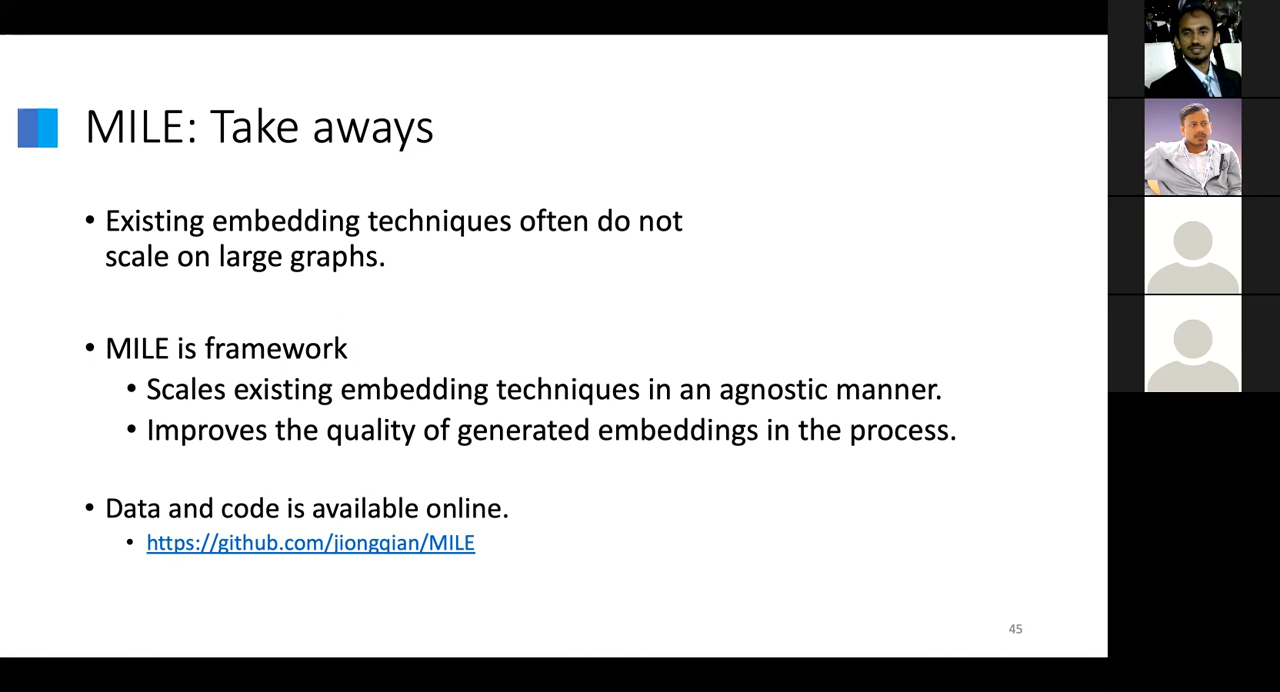 MILE: Take aways
• Existing embedding techniques often do not
scale on large graphs.
• MILE is framework
• Scales existing embedding techniques in an agnostic manner.
• Improves the quality of generated embeddings in the process.
• Data and code is available online.
• https://github.com/jiongqian/MILE
45